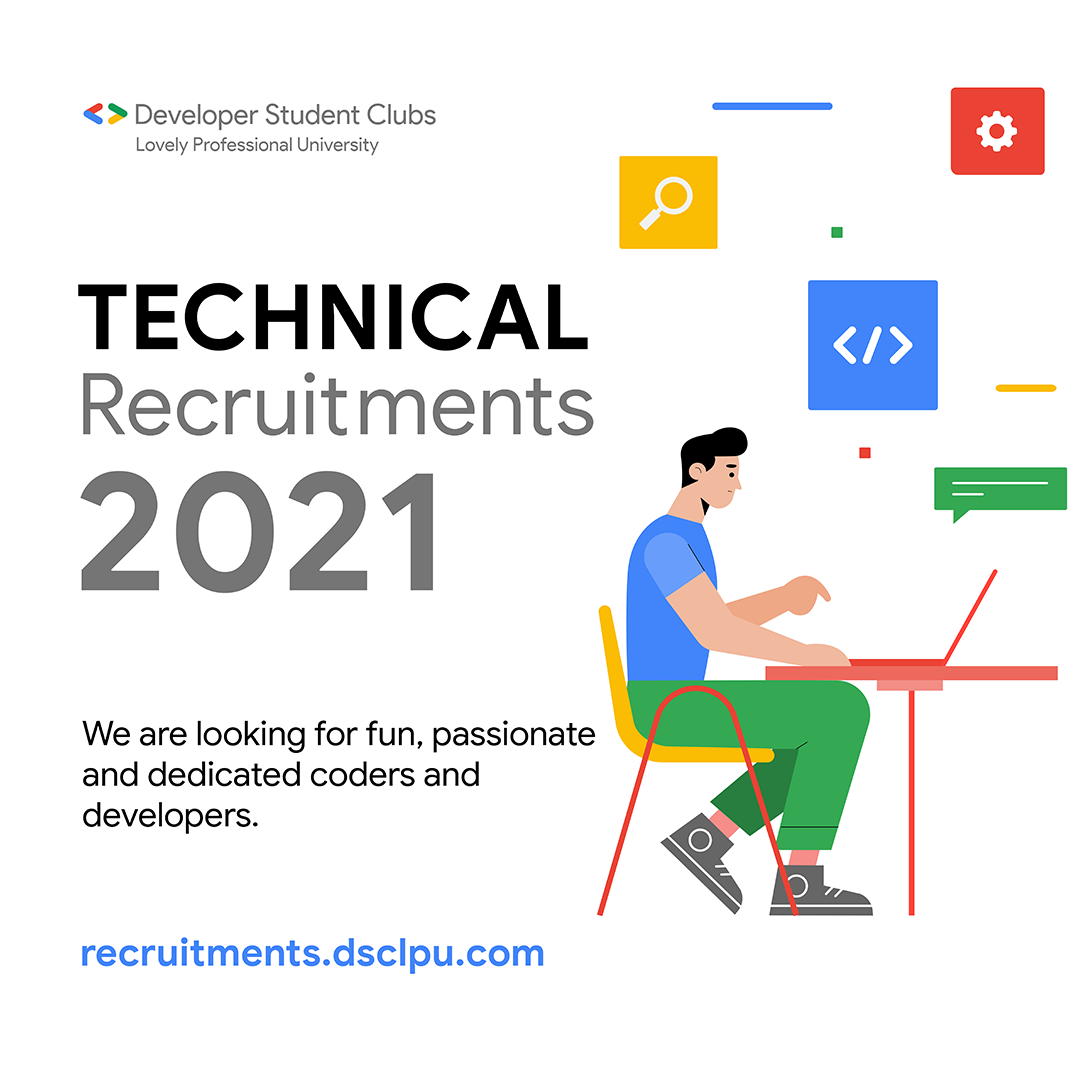 Developer Student Clubs
Lovely Professional University
TECHNICAL
Recruitments
2021
We are looking for fun, passionate
and dedicated coders and
developers.
recruitments.dsclpu.com